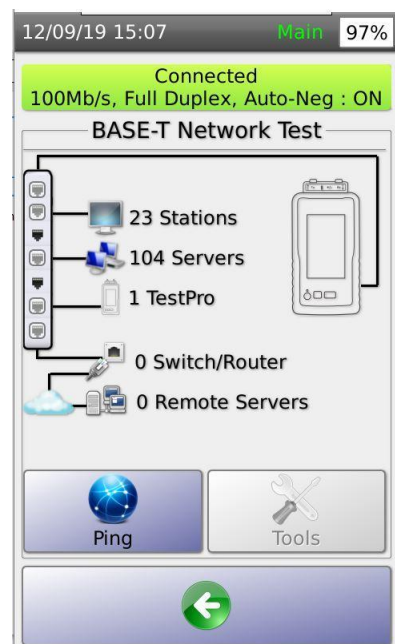 12/09/19 15:07 Main 97%
Connected
100Mb/s, Full Duplex, Auto-Neg : ON
BASE-T Network Test
23 Stations
104 Servers
1 TestPro
0 Switch/Router
0 Remote Servers
Ping Tools